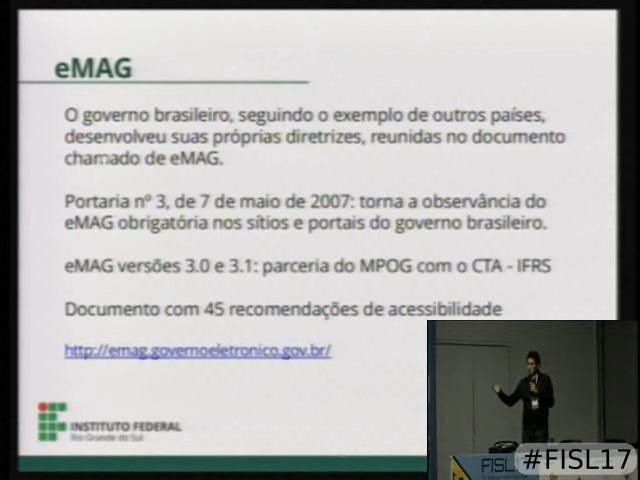 eMAG
O governo brasileiro, seguindo o exemplo de outros países,
desenvolveu suas próprias diretrizes, reunidas no documento
chamado de eMAG.
Portaria nº 3, de 7 de maio de 2007: torna a observância do
eMAG obrigatória nos sítios e portais do governo brasileiro.
eMAG versões 3.0 e 3.1: parceria do MPOG com o CTA - IFRS
Documento com 45 recomendações de acessibilidade
http://emag.governoeletronico.gov.br/
INSTITUTO FEDERAL
Rio Grande do Sul
FISL
#FISL17